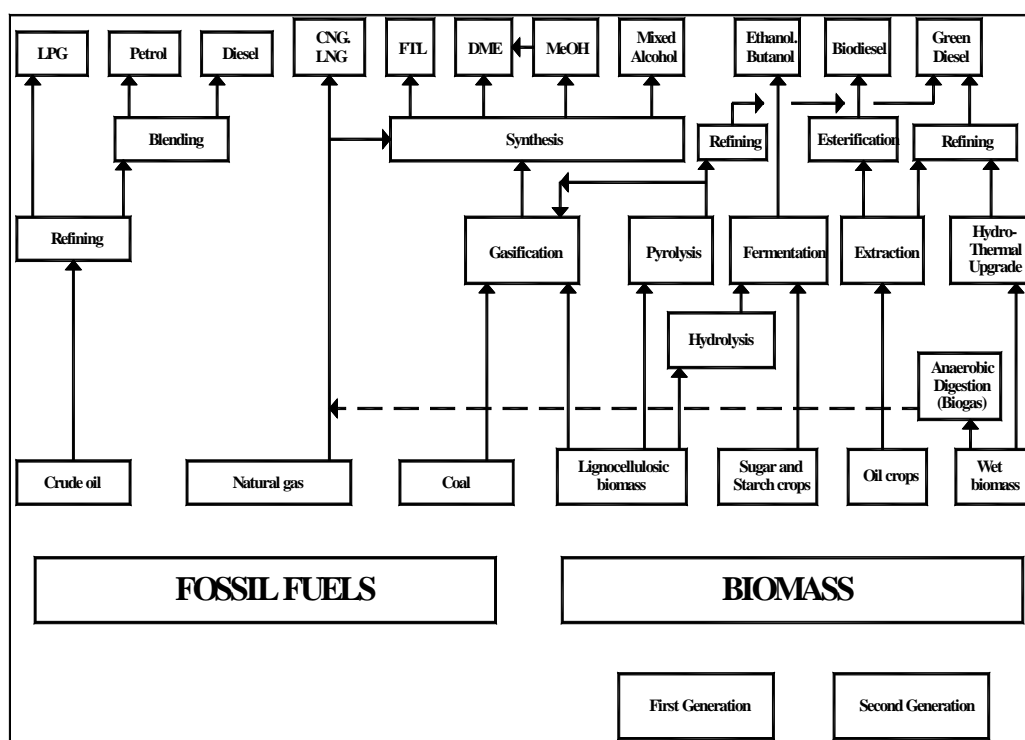 LPG
Petrol
Diesel
CNG.
LNG
FTL
DME
MeOH
Mixed
Alcohol
Ethanol.
Butanol
Biodiesel
Green
Diesel
Blending
Synthesis
Refining
Esterification
Refining
Refining
Gasification
Pyrolysis
Fermentation
Extraction
Hydro-
Thermal
Upgrade
Hydrolysis
Anaerobic
Digestion
(Biogas)
Crude oil
Natural gas
Coal
Lignocellulosic
biomass
Sugar and
Starch crops
Oil crops
Wet
biomass
FOSSIL FUELS
BIOMASS
First Generation
Second Generation